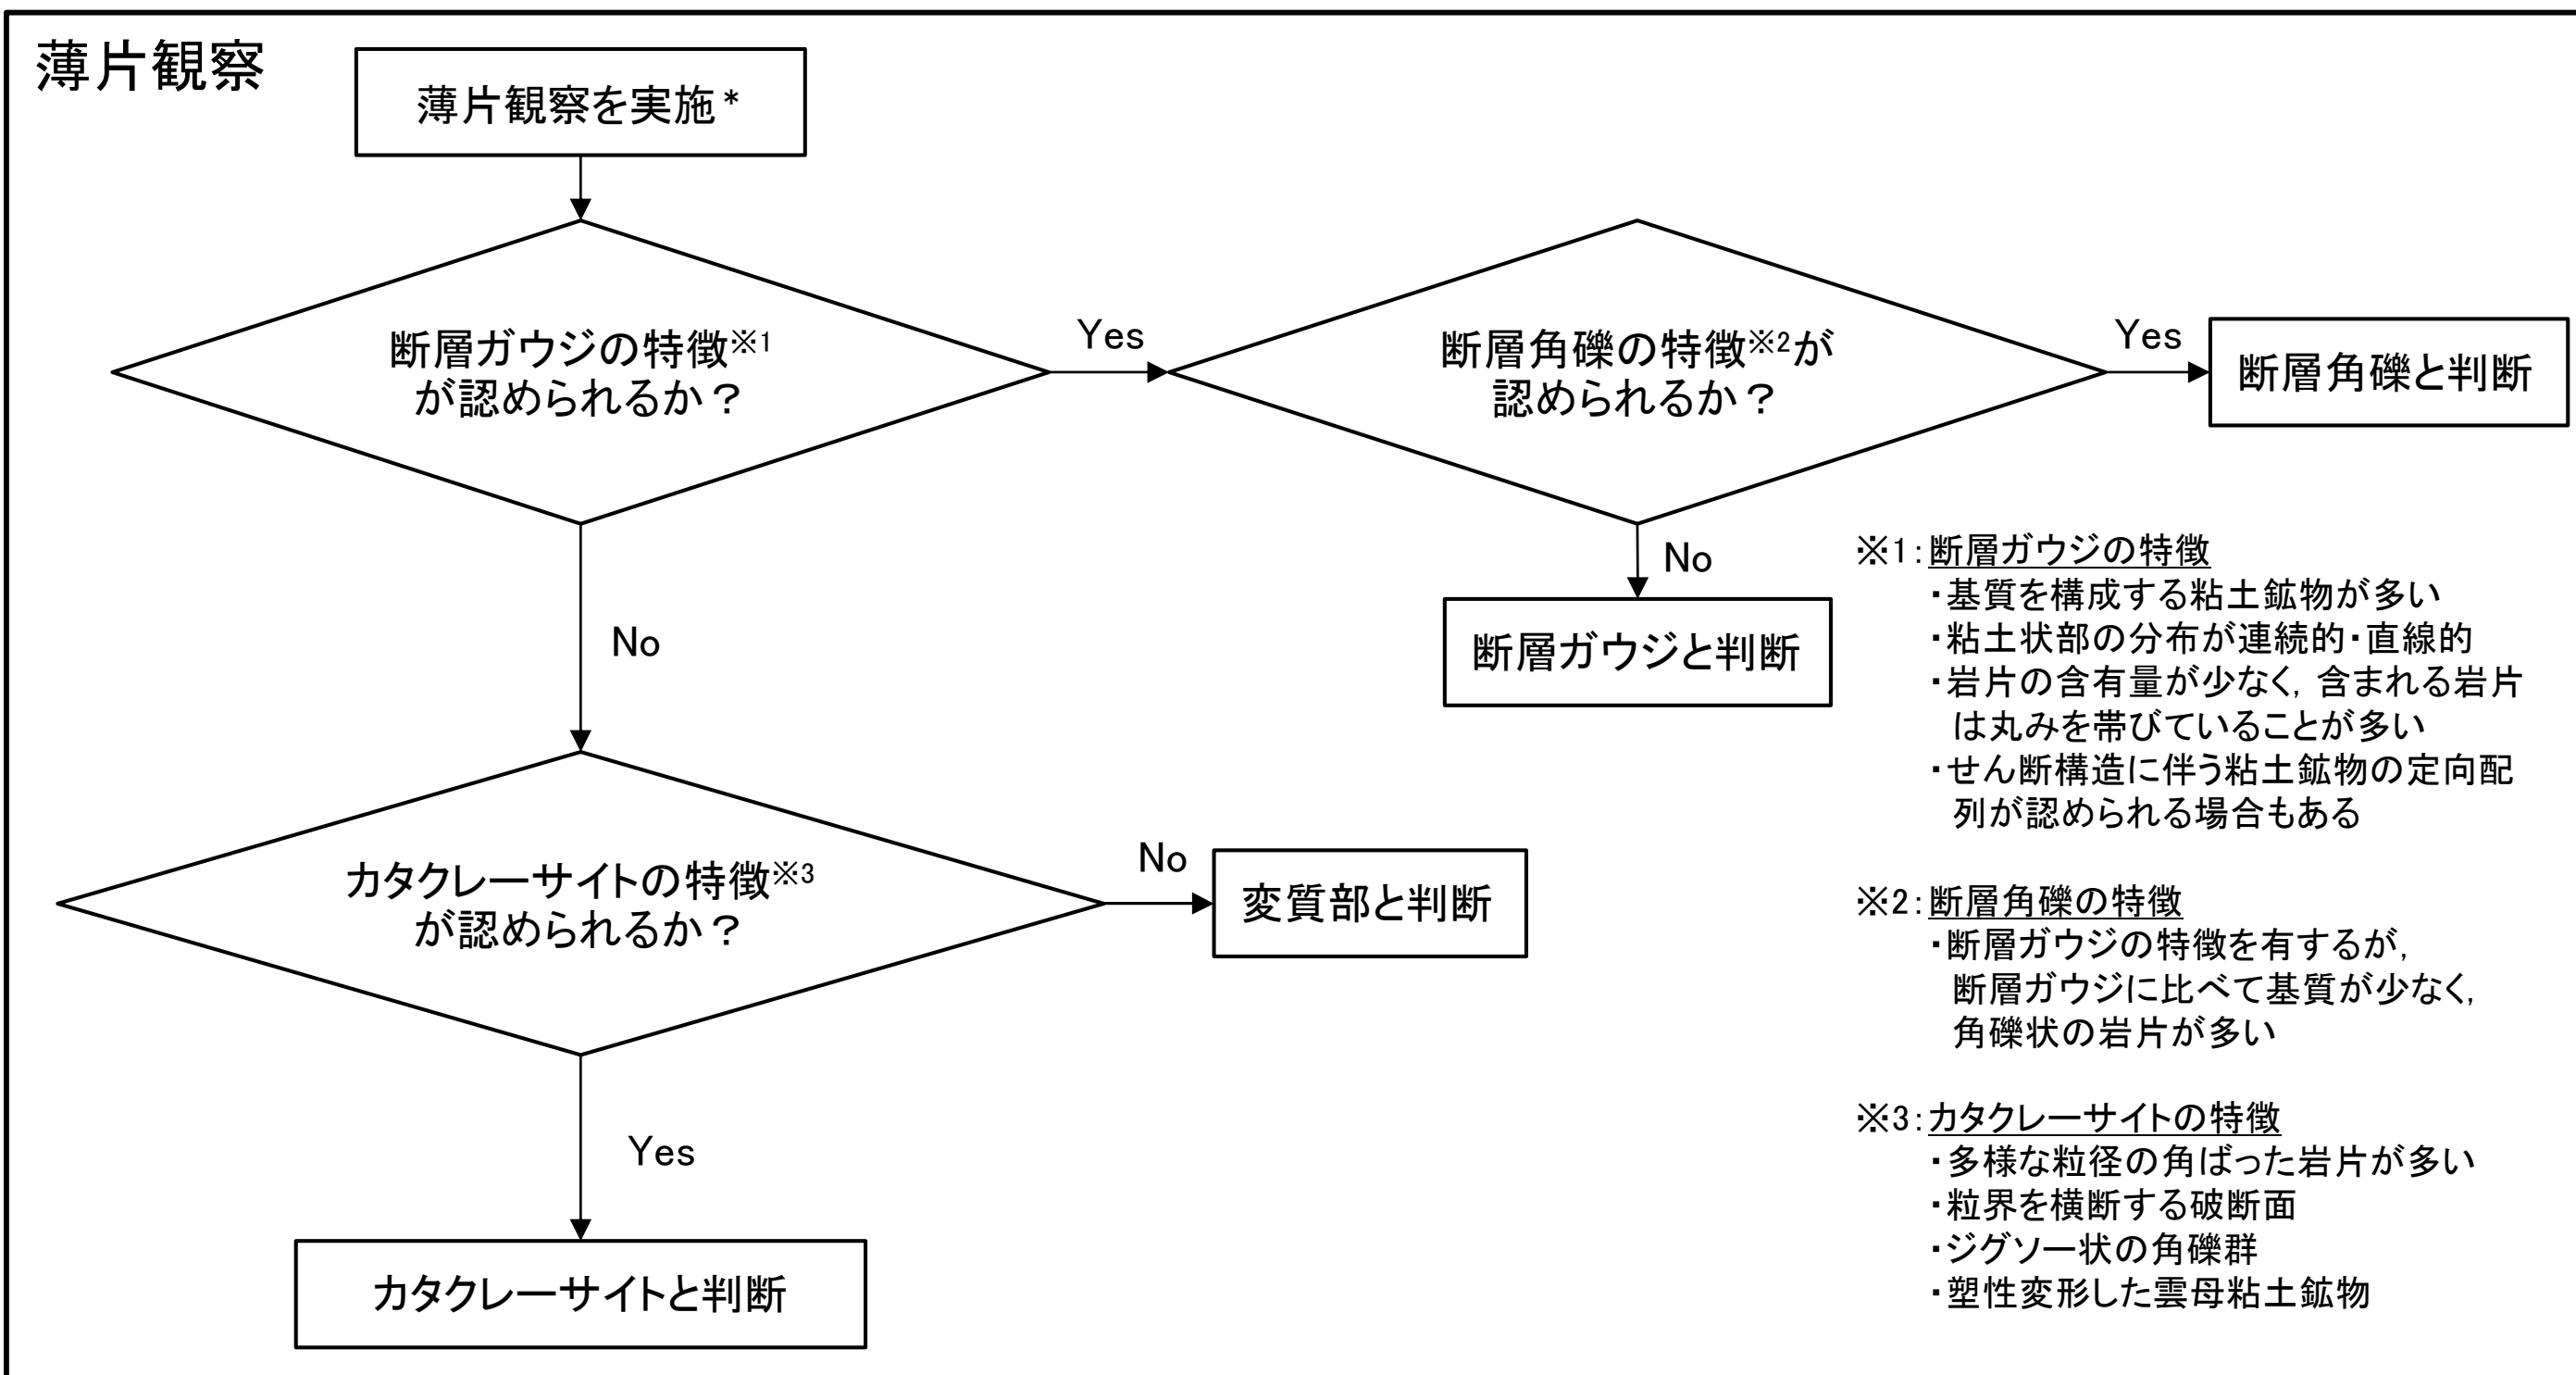 薄片観察
薄片観察を実施*
断層ガウジの特徴※1
が認められるか？
Yes
断層角礫の特徴※2が
認められるか？
Yes
断層角礫と判断
No
断層ガウジと判断
No
カタクレーサイトの特徴※3
が認められるか？
No
変質部と判断
Yes
カタクレーサイトと判断
※1：断層ガウジの特徴
・基質を構成する粘土鉱物が多い
・粘土状部の分布が連続的・直線的
・岩片の含有量が少なく，含まれる岩片
は丸みを帯びていることが多い
・せん断構造に伴う粘土鉱物の定向配
列が認められる場合もある
※2：断層角礫の特徴
・断層ガウジの特徴を有するが，
断層ガウジに比べて基質が少なく，
角礫状の岩片が多い
※3：カタクレーサイトの特徴
・多様な粒径の角ばった岩片が多い
・粒界を横断する破断面
・ジグソー状の角礫群
・塑性変形した雲母粘土鉱物